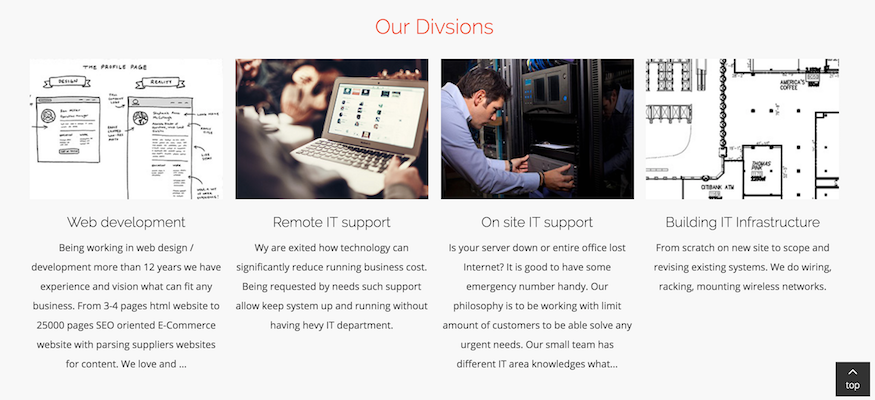 Our Divsions
THE PROFILE PAGE
DESIGN
REALITY
AMERICA'S
COFFEE
THOMAS
PINK
CITIBANK ATM
Web development
Being working in web design /
development more than 12 years we have
experience and vision what can fit any
business. From 3-4 pages html website to
25000 pages SEO oriented E-Commerce
website with parsing suppliers websites
for content. We love and ...
Remote IT support
Wy are exited how technology can
significantly reduce running business cost.
Being requested by needs such support
allow keep system up and running without
having hevy IT department.
On site IT support
Is your server down or entire office lost
Internet? It is good to have some
emergency number handy. Our
philosophy is to be working with limit
amount of customers to be able solve any
urgent needs. Our small team has
different IT area knowledges what...
Building IT Infrastructure
From scratch on new site to scope and
revising existing systems. We do wiring,
racking, mounting wireless networks.
top